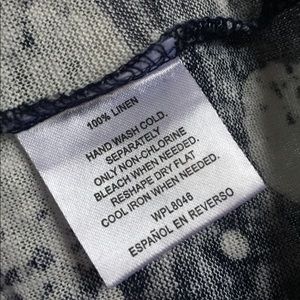 100% LINEN
HAND WASH COLD.
SEPARATELY
ONLY NON-CHLORINE
BLEACH WHEN NEEDED.
RESHAPE DRY FLAT
COOL IRON WHEN NEEDED.
WPL8046
ESPAÑOL EN REVERSO